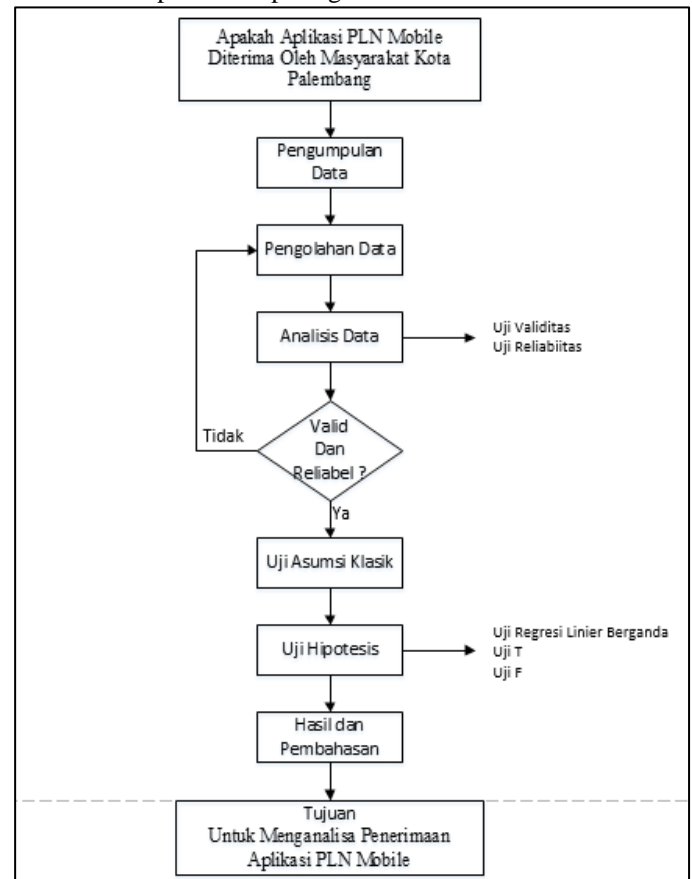 Apakah Aplikasi PLN Mobile
Diterima Oleh Masyarakat Kota
Palembang
Pengumpulan
Data
Pengolahan Data
Analisis Data
Uji Validitas
Uji Reliabiitas
Valid
Dan
Reliabel ?
Tidak
Ya
Uji Asumsi Klasik
Uji Hipotesis
Uji Regresi Linier Berganda
Uji T
Uji F
Hasil dan
Pembahasan
Tujuan
Untuk Menganalisa Penerimaan
Aplikasi PLN Mobile